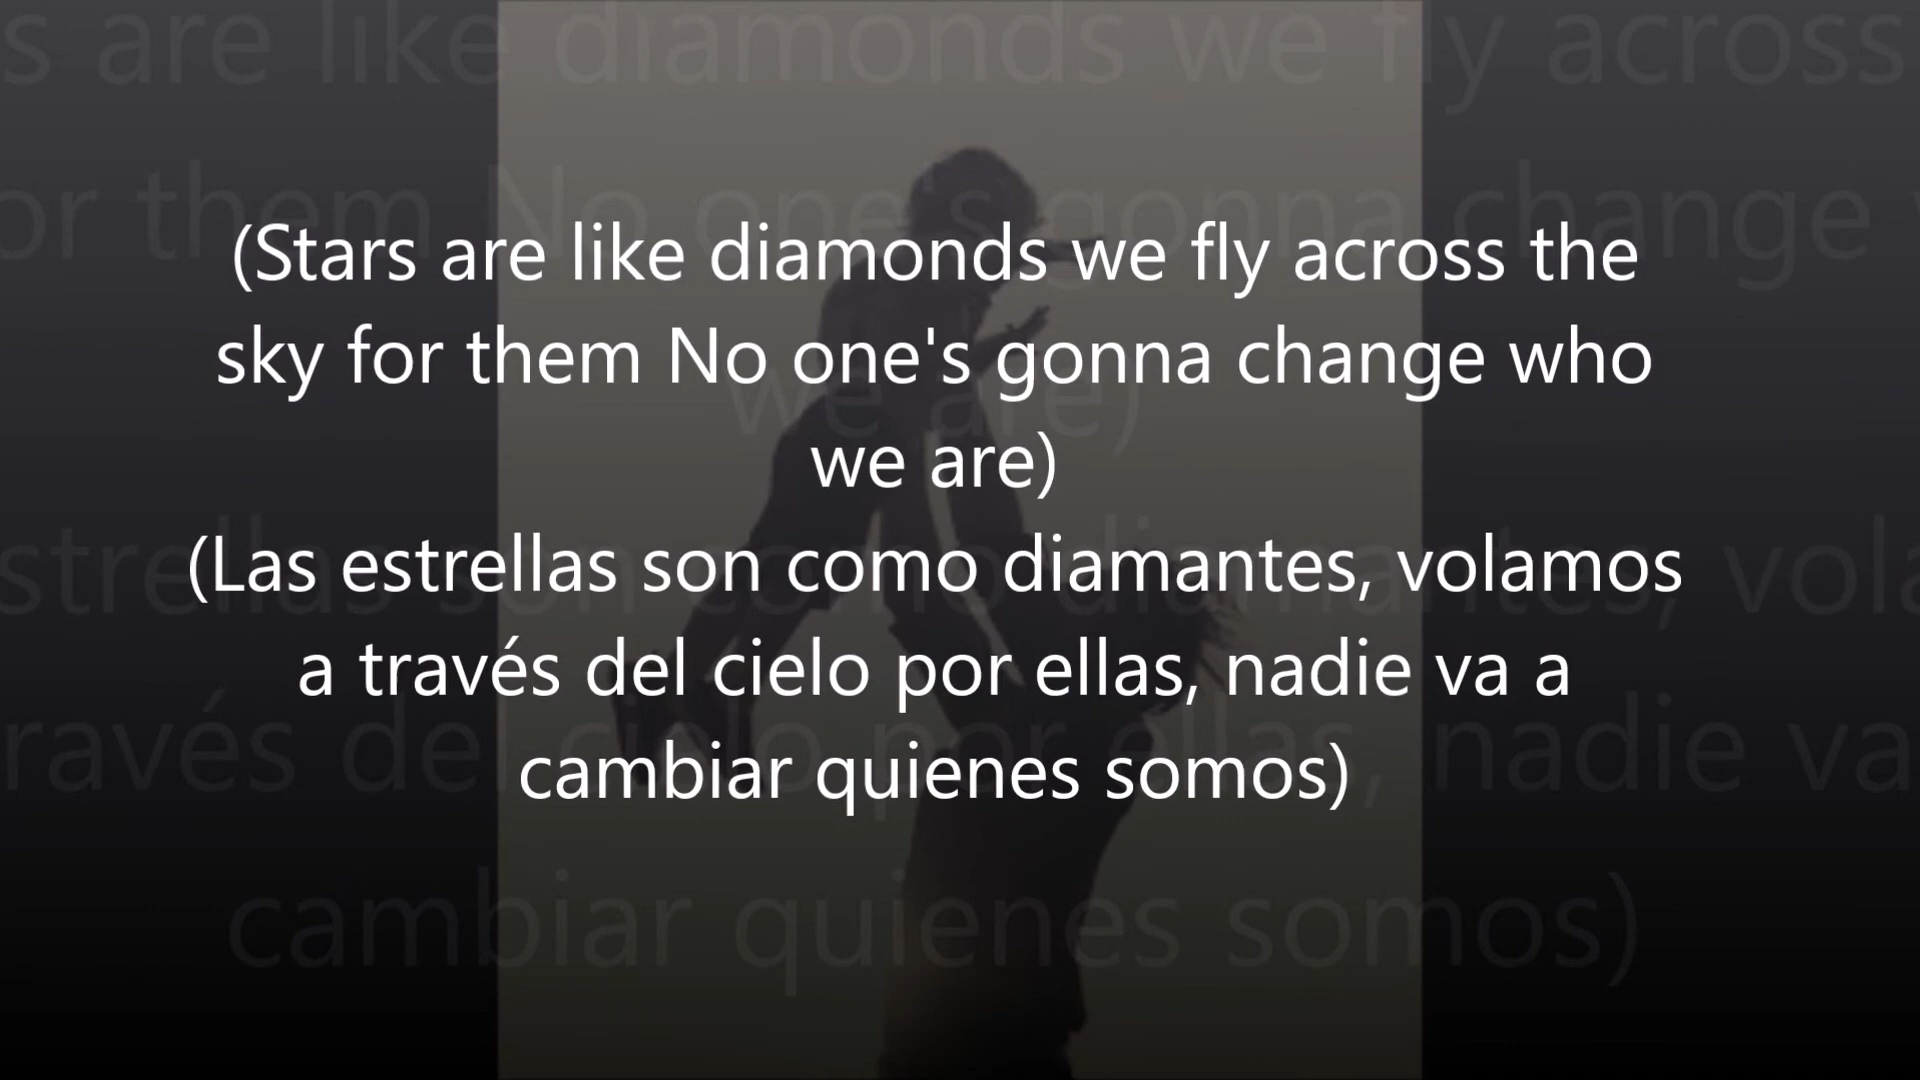 (Stars are like diamonds we fly across the
sky for them No one's gonna change who
we are)
(Las estrellas son como diamantes, volamos
a través del cielo por ellas, nadie va a
cambiar quienes somos)